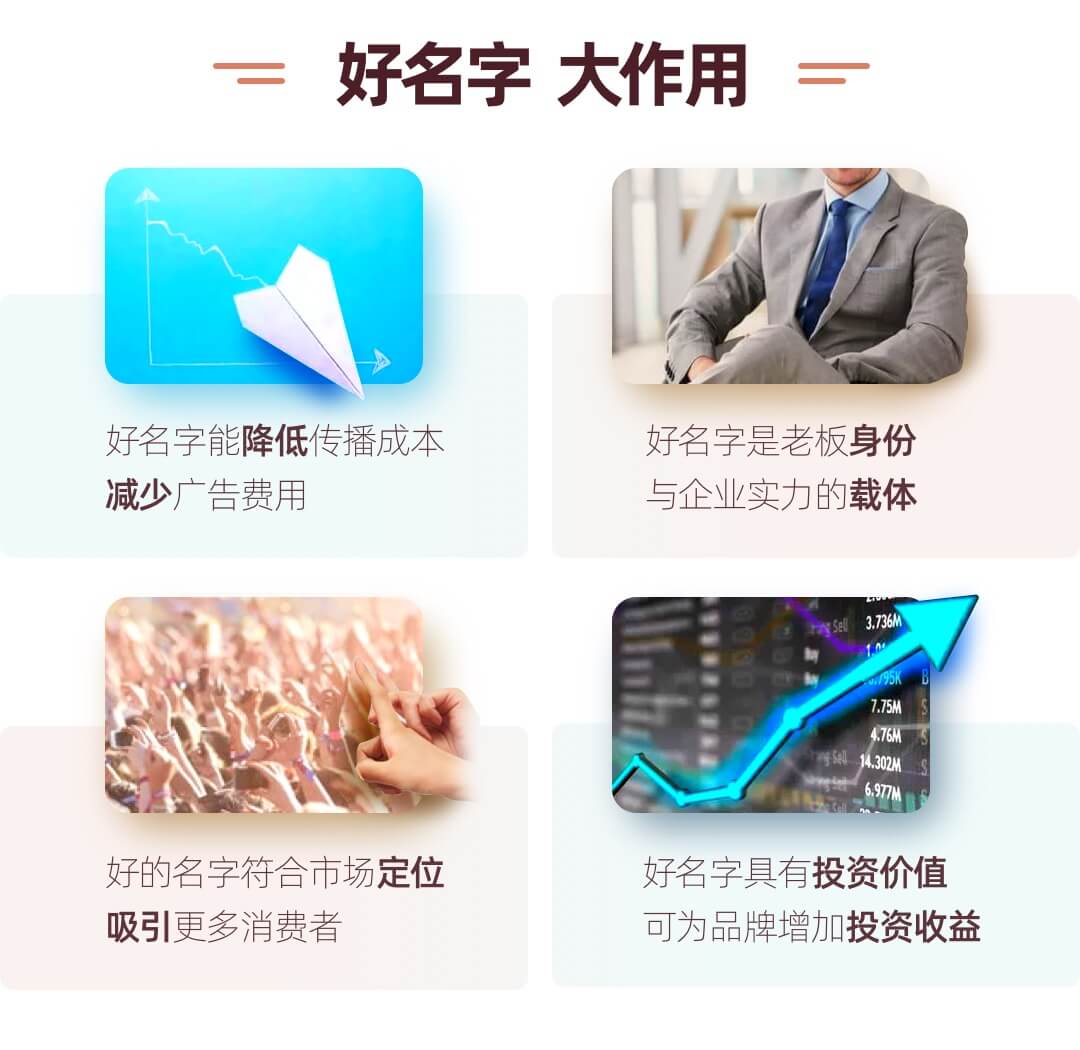 好名字 大作用
好名字能降低传播成本
减少广告费用
好名字是老板身份
与企业实力的载体
好的名字符合市场定位
吸引更多消费者
3.736M
Buy
Buy
7.75M
4.76M
14.302M
6.977M
好名字具有投资价值
可为品牌增加投资收益